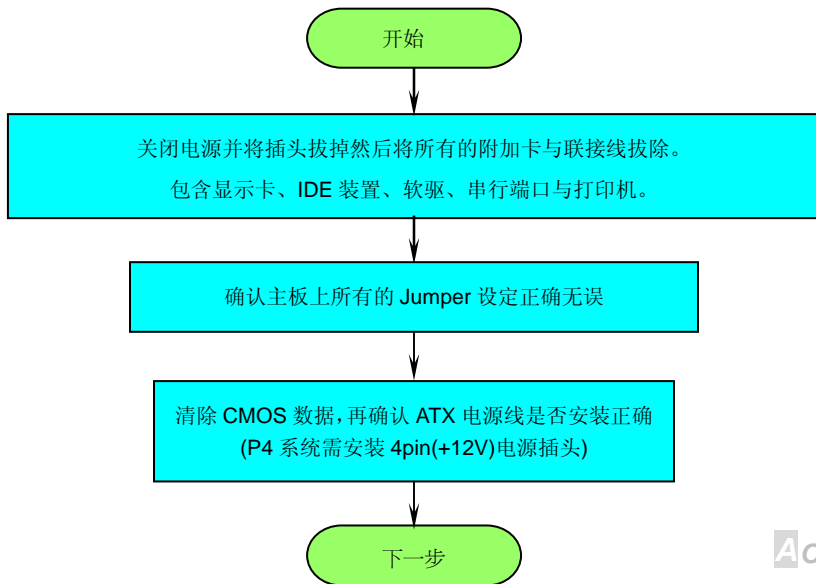 开始
关闭电源并将插头拔掉然后将所有的附加卡与联接线拔除。
包含显示卡、IDE 装置、软驱、串行端口与打印机。
确认主板上所有的 Jumper 设定正确无误
清除 CMOS 数据,再确认 ATX 电源线是否安装正确
(P4 系统需安装 4pin(+12V)电源插头)
下一步